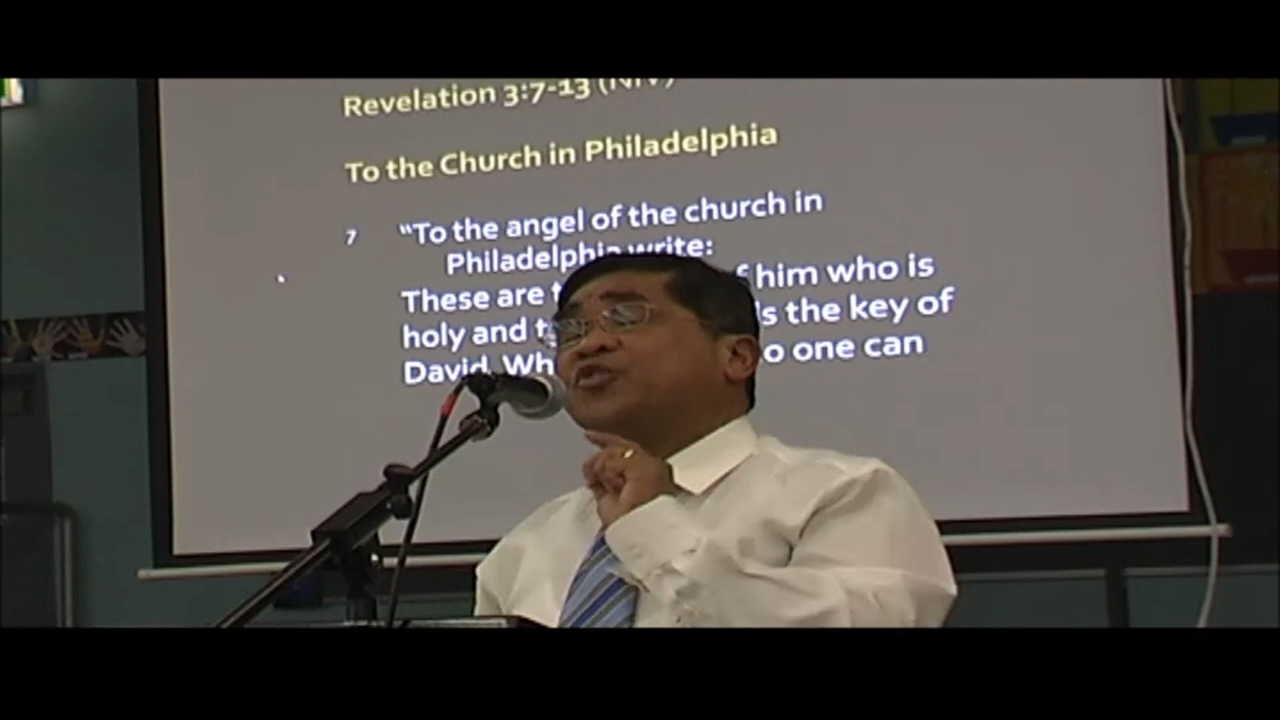 Revelation 3:7-13 (NIV)
To the Church in Philadelphia
7 “To the angel of the church in
Philadelphia write:
These are him who is
holy and the key of
David. one can